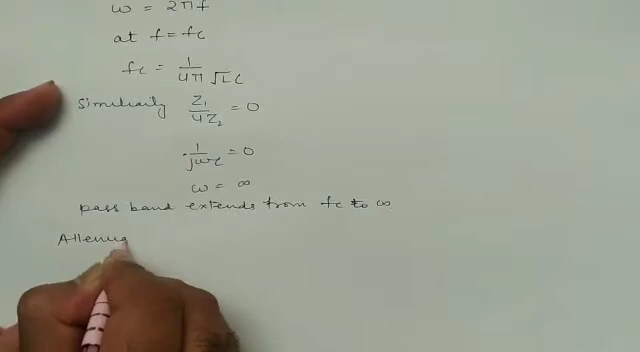 ω = 2πf
at f = fc
fc = 1/4π√LC
Similarly Z1/4Z2 = 0
1/jωc = 0
ω = ∞
pass band extends from fc to ∞
Attenua